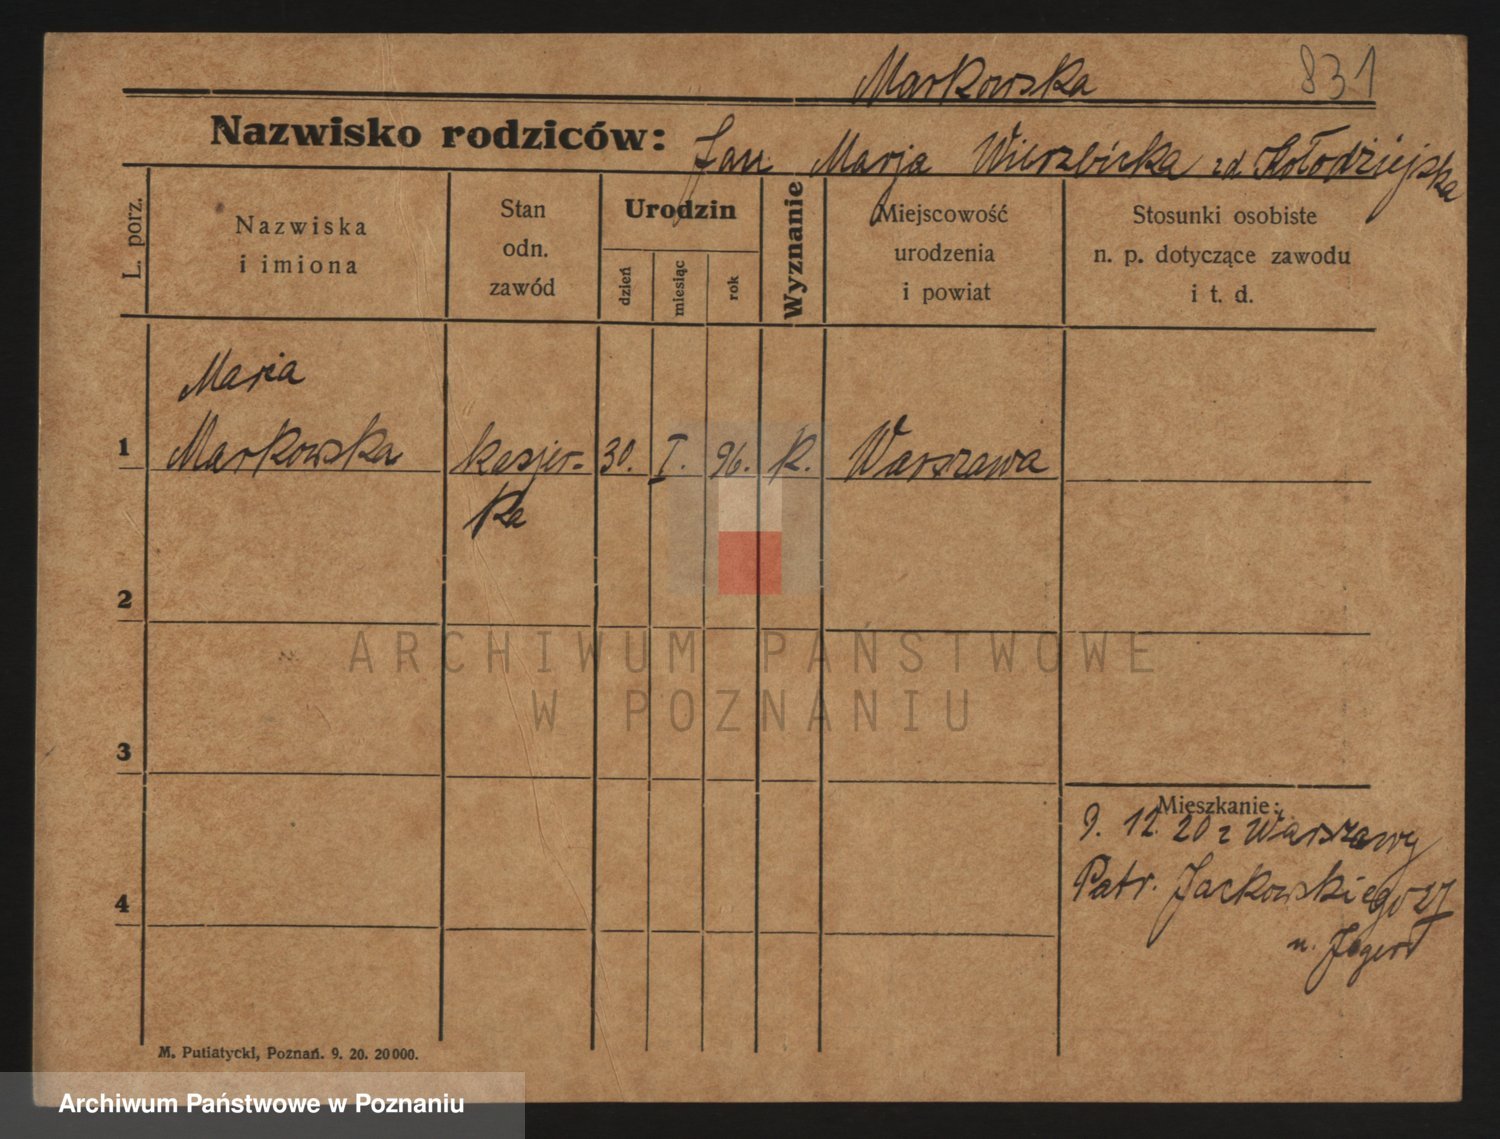 Markowska
831
Nazwisko rodziców: Jan Marja Wierzbicka zd Kołodziejska
L. porz.
Nazwiska
i imiona
Stan
odn.
zawód
Urodzin
dzień
miesiąc
rok
Wyznanie
Miejscowość
urodzenia
i powiat
Stosunki osobiste
n. p. dotyczące zawodu
i t. d.
Maria
1 Markowska kasjer- 30. I. 96. K. Warszawa
ka
2
ARCHIWUM PAŃSTWOWE
W POZNANIU
3
Mieszkanie:
9. 12. 20 z Warszawy
4 Patr. Jackowskiego 27
u.
M. Putiatycki, Poznań. 9. 20. 20000.
Archiwum Państwowe w Poznaniu